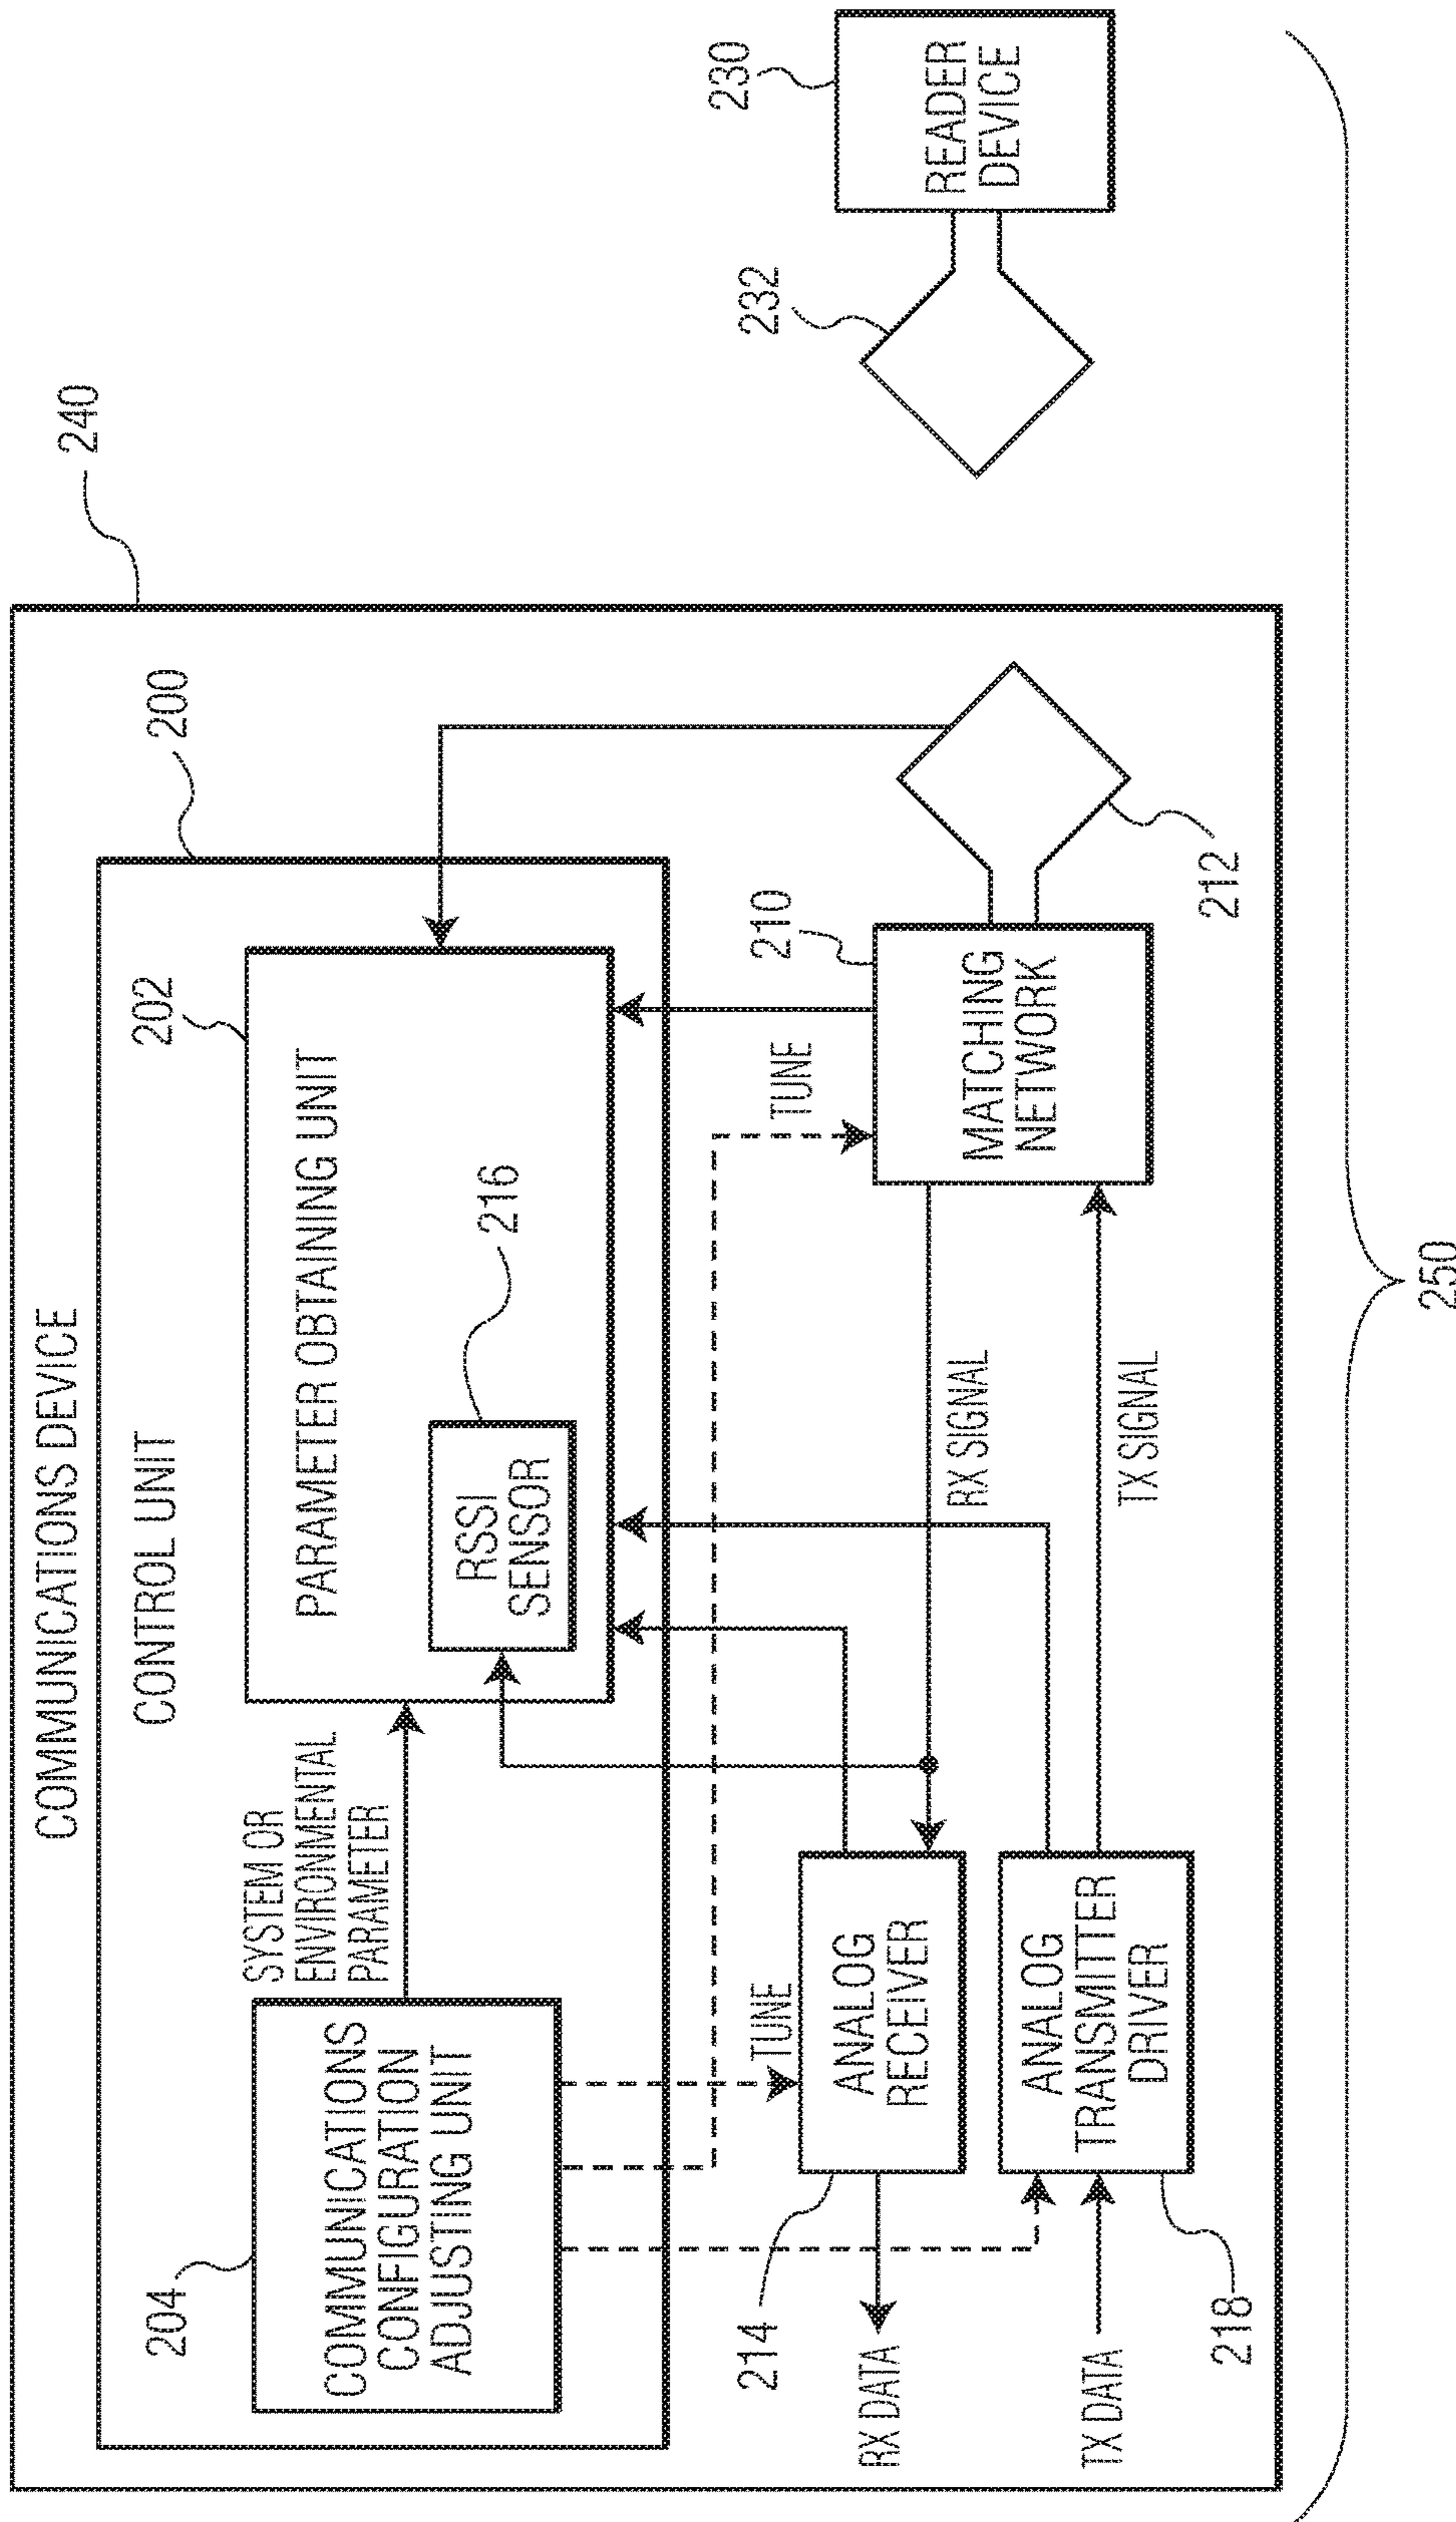 COMMUNICATIONS DEVICE
240
CONTROL UNIT
200
204
COMMUNICATIONS
CONFIGURATION
ADJUSTING UNIT
SYSTEM OR
ENVIRONMENTAL
PARAMETER
202
PARAMETER OBTAINING UNIT
RSSI
SENSOR
216
TUNE
TUNE
214
ANALOG
RECEIVER
RX DATA
RX SIGNAL
210
MATCHING
NETWORK
212
ANALOG
TRANSMITTER
DRIVER
218
TX DATA
TX SIGNAL
232
230
READER
DEVICE
250